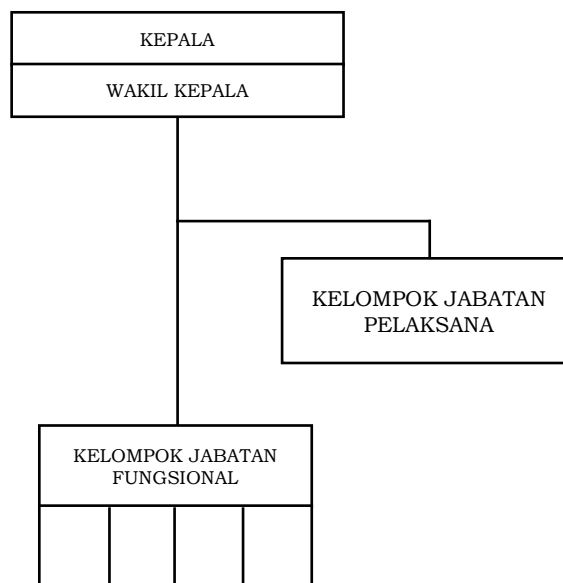 KEPALA
WAKIL KEPALA
KELOMPOK JABATAN
PELAKSANA
KELOMPOK JABATAN
FUNGSIONAL